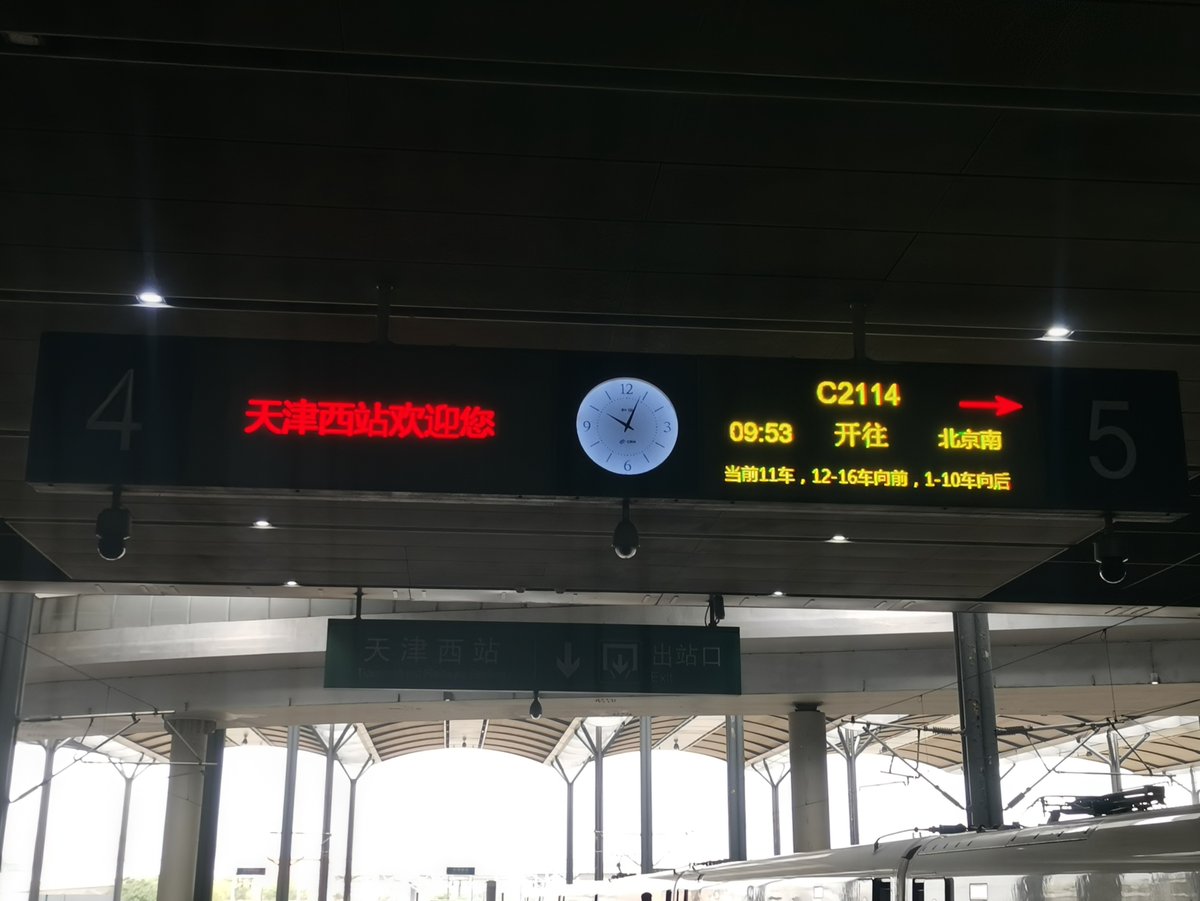 4
天津西站欢迎您
12
3
6
9
C2114
09:53 开往 北京南
当前11车，12-16车向前，1-10车向后
5
天津西站
出站口
Exit